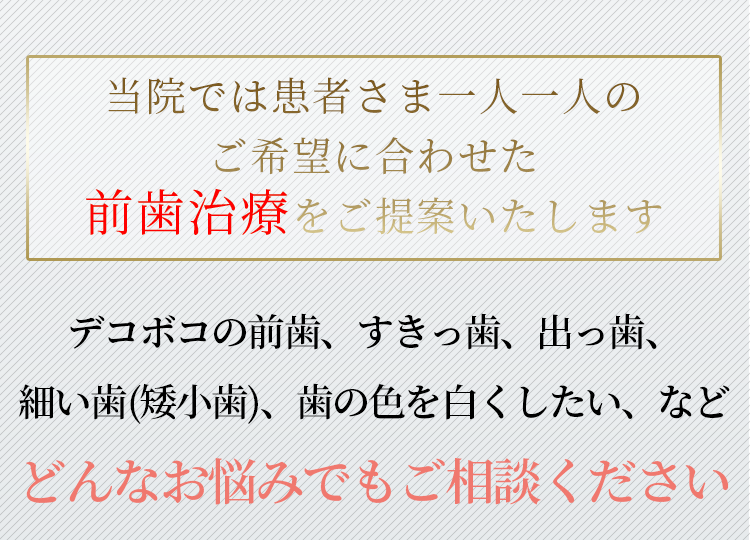 当院では患者さま一人一人の
ご希望に合わせた
前歯治療をご提案いたします
デコボコの前歯、すきっ歯、出っ歯、
細い歯(矮小歯)、歯の色を白くしたい、など
どんなお悩みでもご相談ください